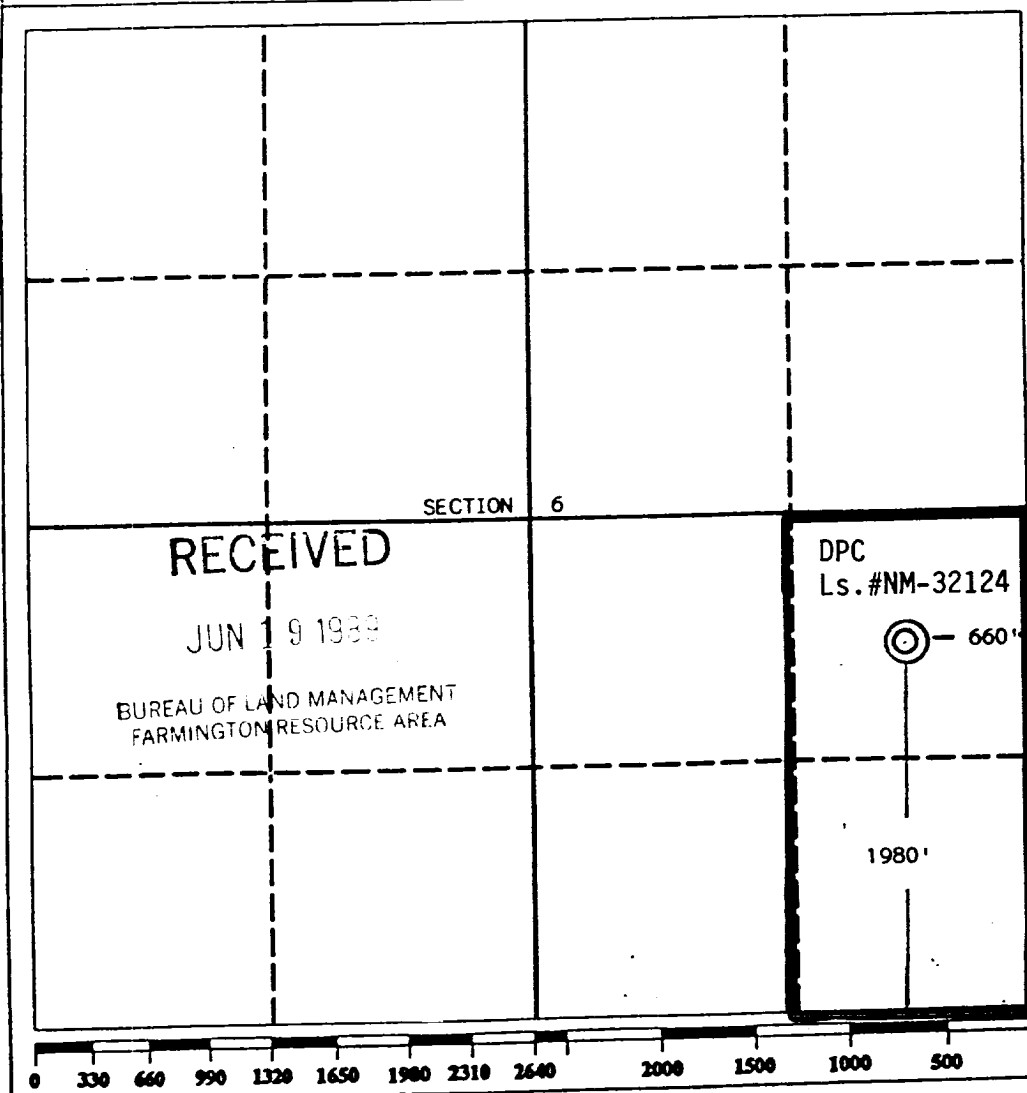 SECTION 6
RECEIVED
JUN 19 1989
BUREAU OF LAND MANAGEMENT
FARMINGTON RESOURCE AREA
DPC
Ls.#NM-32124
660'
1980'
0 330 660 990 1320 1650 1980 2310 2640 2000 1500 1000 500